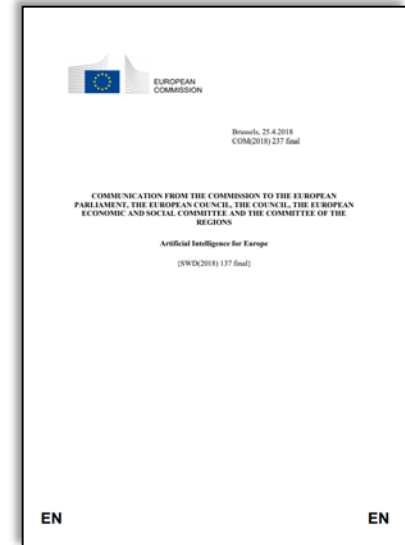 EUROPEAN
COMMISSION
Brussels, 25.4.2018
COM(2018) 237 final
COMMUNICATION FROM THE COMMISSION TO THE EUROPEAN
PARLIAMENT, THE EUROPEAN COUNCIL, THE COUNCIL, THE EUROPEAN
ECONOMIC AND SOCIAL COMMITTEE AND THE COMMITTEE OF THE
REGIONS
Artificial Intelligence for Europe
{SWD(2018) 137 final}
EN EN